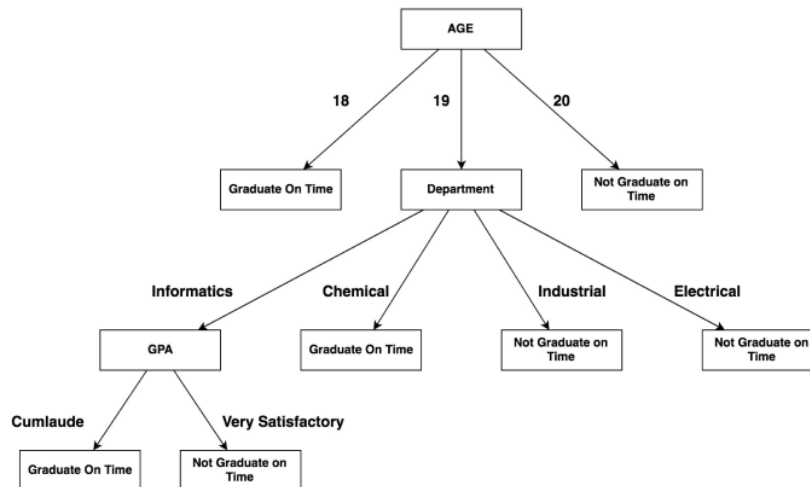 AGE
18
19
20
Graduate On Time
Department
Not Graduate on
Time
Informatics
Chemical
Industrial
Electrical
GPA
Graduate On Time
Not Graduate on
Time
Not Graduate on
Time
Cumlaude
Very Satisfactory
Graduate On Time
Not Graduate on
Time